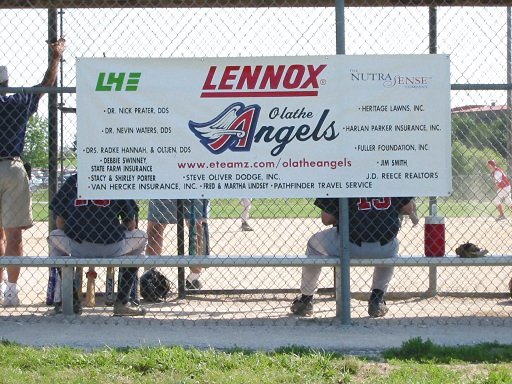 LHE
LENNOX®
THE
NUTRASENSE
COMPANY
Olathe
Angels
www.eteamz.com/olatheangels
• DR. NICK PRATER, DDS
• DR. NEVIN WATERS, DDS
DRS. RADKE HANNAH, & OLTJEN, DDS
• DEBBIE SWINNEY
STATE FARM INSURANCE
• STACY & SHIRLEY PORTER
• HERITAGE LAWNS, INC.
• HARLAN PARKER INSURANCE, INC.
• FULLER FOUNDATION, INC.
• JIM SMITH,
J.D. REECE REALTORS
• STEVE OLIVER DODGE, INC.
• VAN HERCKE INSURANCE, INC. • FRED & MARTHA LINDSEY • PATHFINDER TRAVEL SERVICE